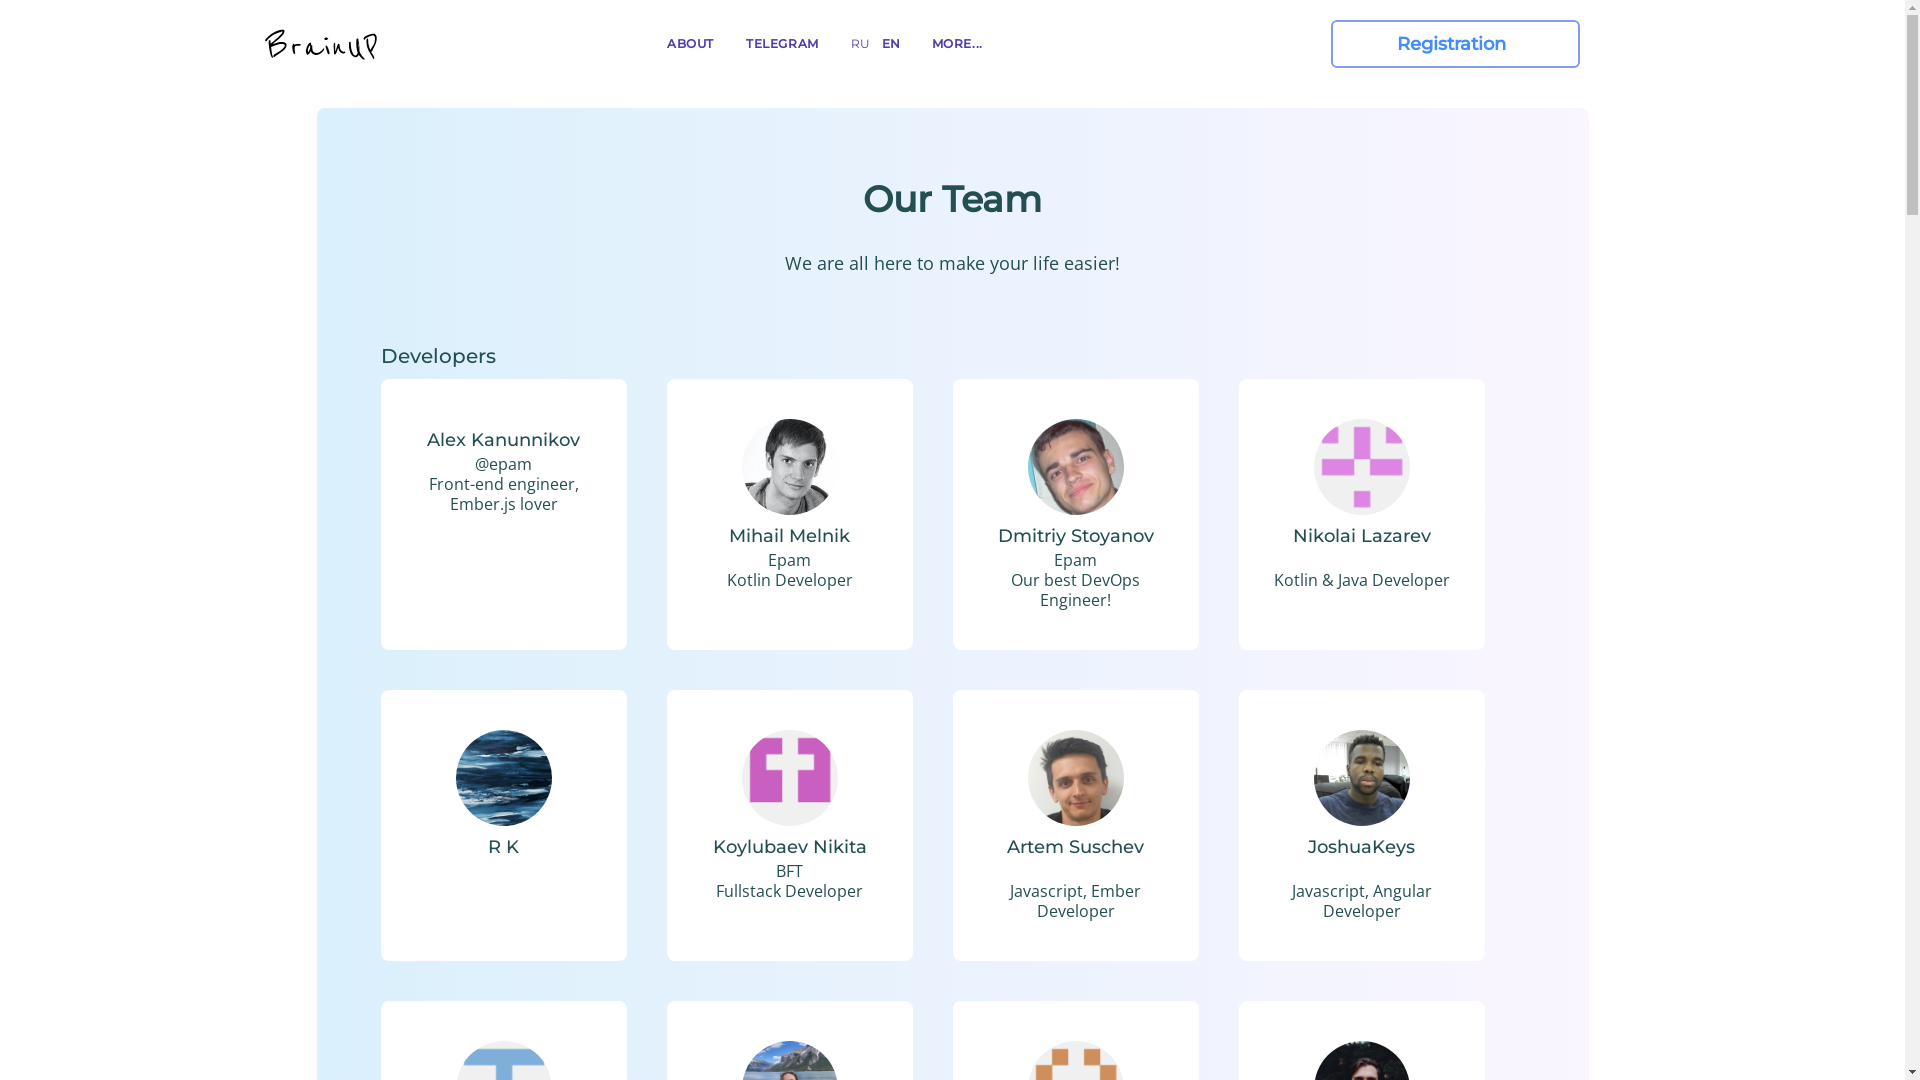 BrainUP
ABOUT
TELEGRAM
RU
EN
MORE...
Registration
Our Team
We are all here to make your life easier!
Developers
Alex Kanunnikov
@epam
Front-end engineer,
Ember.js lover
Mihail Melnik
Epam
Kotlin Developer
Dmitriy Stoyanov
Epam
Our best DevOps
Engineer!
Nikolai Lazarev
Kotlin & Java Developer
R K
Koylubaev Nikita
BFT
Fullstack Developer
Artem Suschev
Javascript, Ember
Developer
JoshuaKeys
Javascript, Angular
Developer